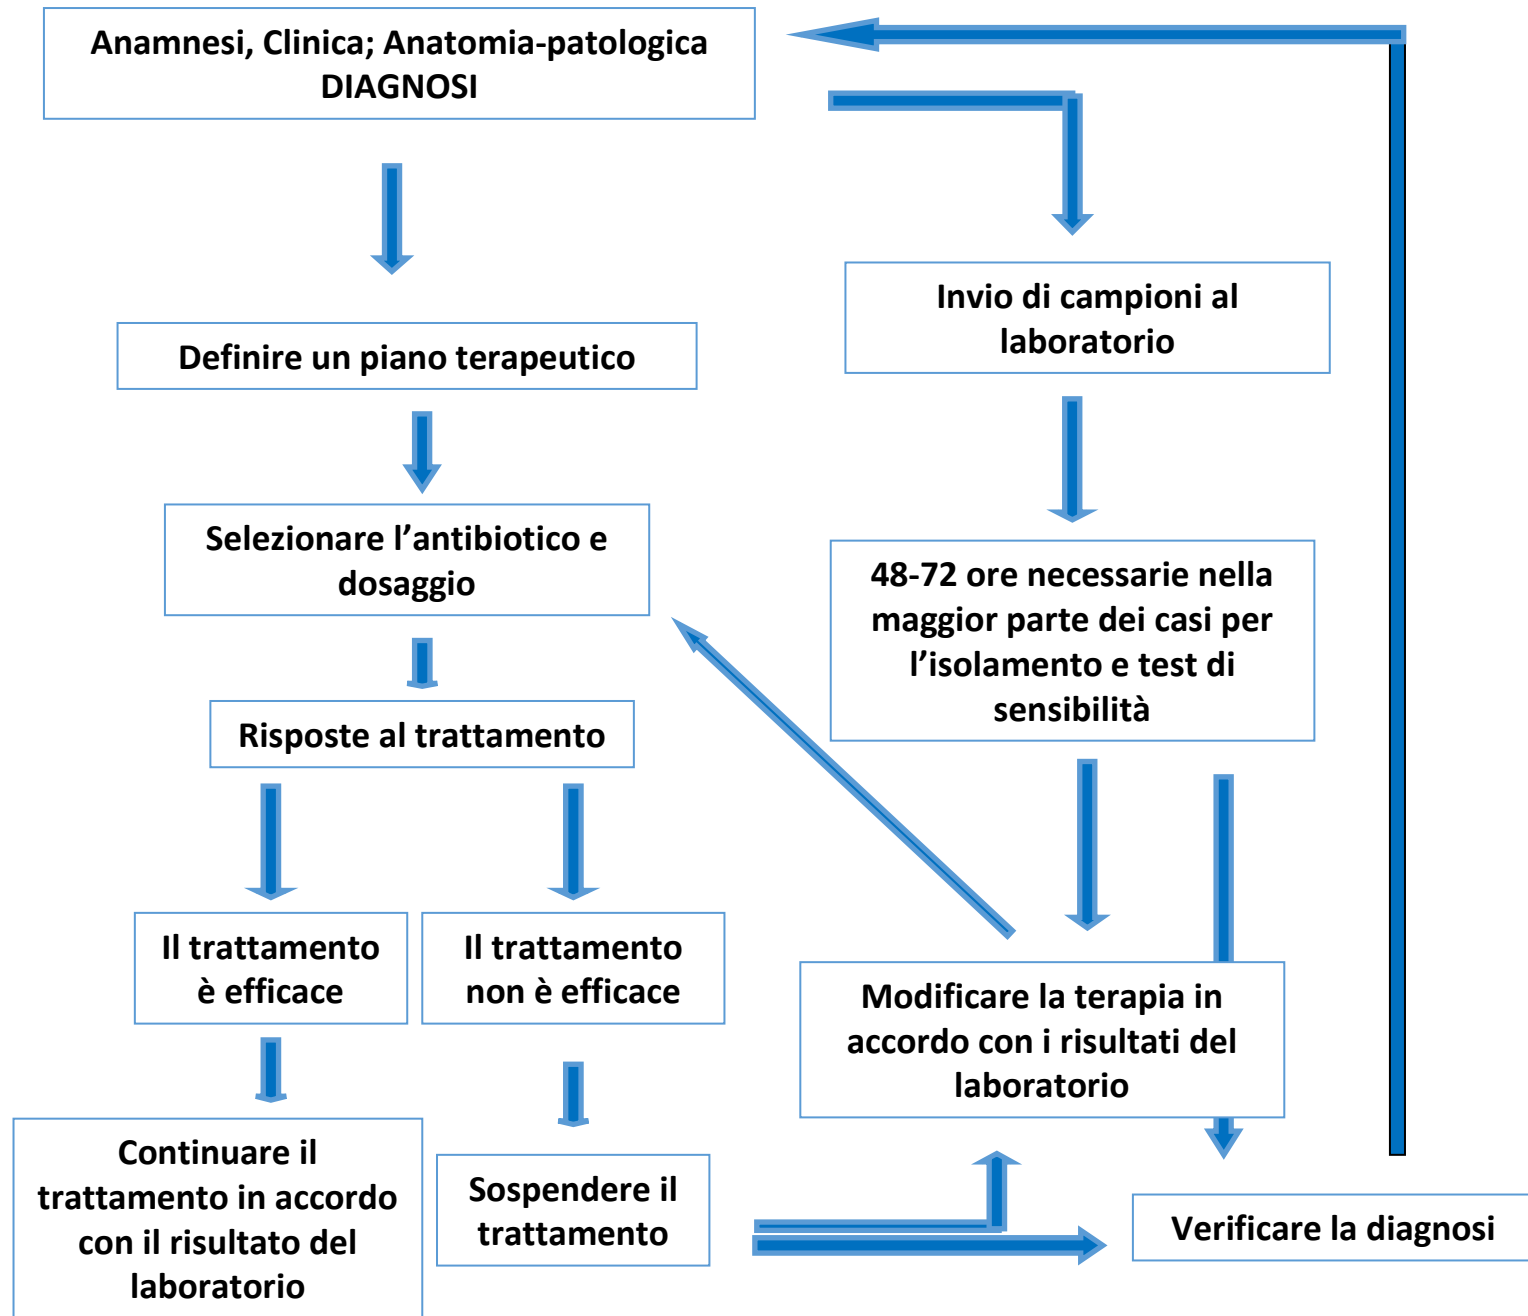 Anamnesi, Clinica; Anatomia-patologica
DIAGNOSI
Invio di campioni al
laboratorio
Definire un piano terapeutico
Selezionare l’antibiotico e
dosaggio
48-72 ore necessarie nella
maggior parte dei casi per
l’isolamento e test di
sensibilità
Risposte al trattamento
Il trattamento
è efficace
Il trattamento
non è efficace
Modificare la terapia in
accordo con i risultati del
laboratorio
Continuare il
trattamento in accordo
con il risultato del
laboratorio
Sospendere il
trattamento
Verificare la diagnosi